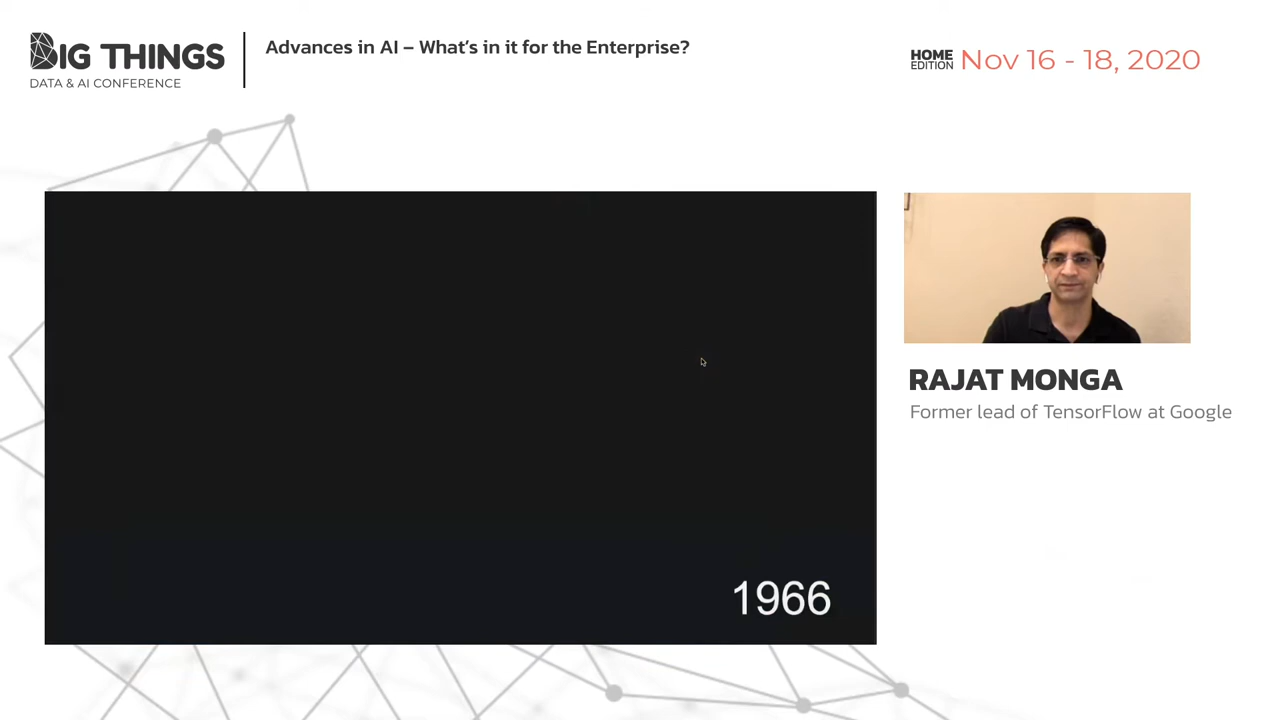 BIG THINGS
DATA & AI CONFERENCE
Advances in AI – What's in it for the Enterprise?
HOME
EDITION
Nov 16 - 18, 2020
1966
RAJAT MONGA
Former lead of TensorFlow at Google